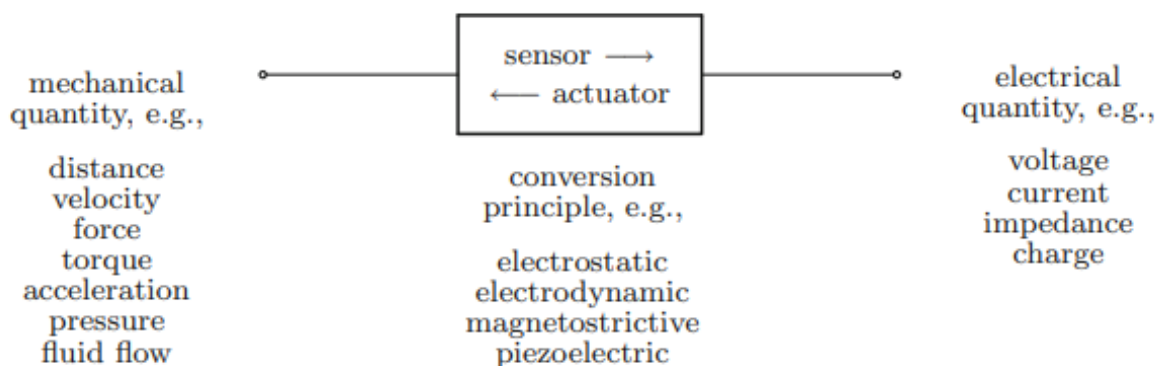 mechanical
quantity, e.g.,
distance
velocity
force
torque
acceleration
pressure
fluid flow
sensor ⟶
⟵ actuator
conversion
principle, e.g.,
electrostatic
electrodynamic
magnetostrictive
piezoelectric
electrical
quantity, e.g.,
voltage
current
impedance
charge